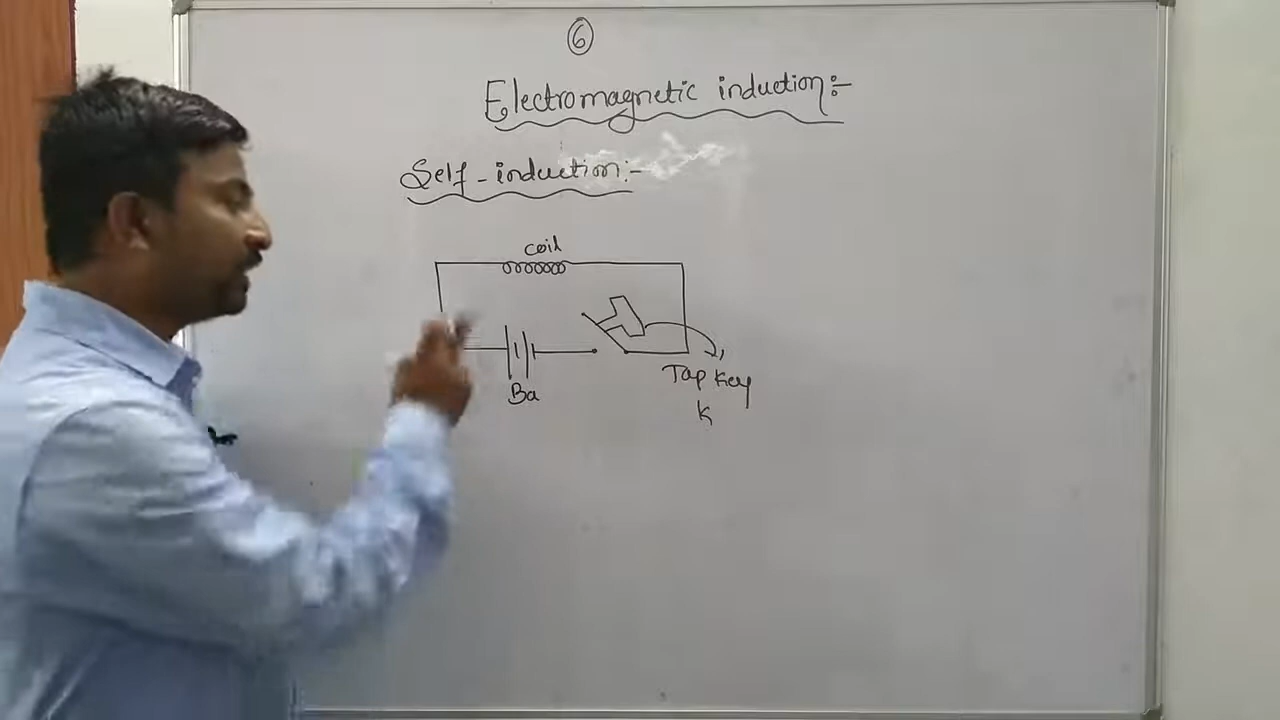 6
Electromagnetic induction:-
Self-induction:-
coil
Ba
Tap Key
K